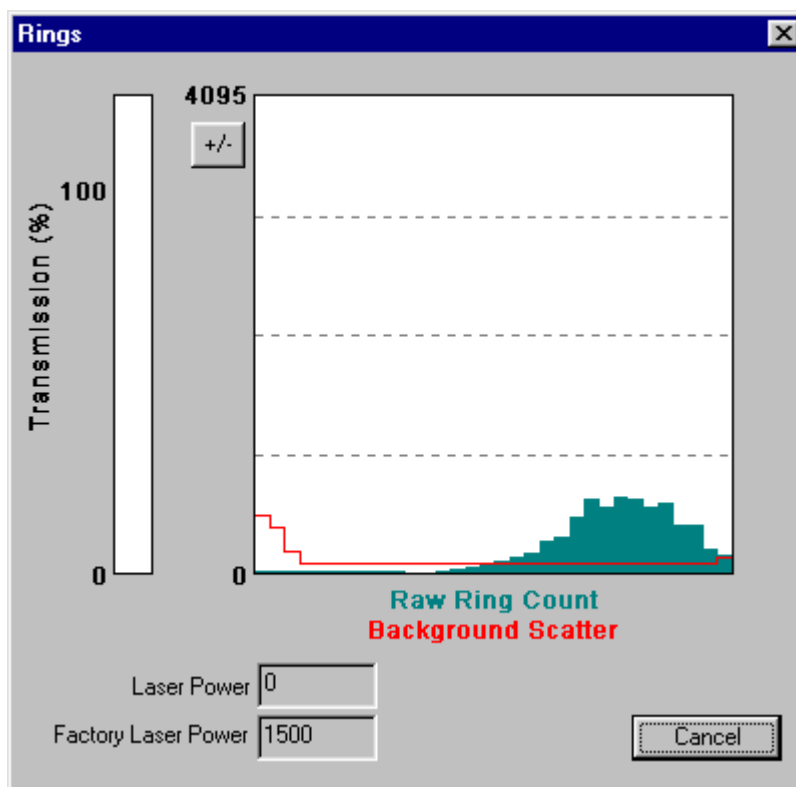 Rings
4095
+/-
100
Transmission (%)
0
0
Raw Ring Count
Background Scatter
Laser Power 0
Factory Laser Power 1500
Cancel